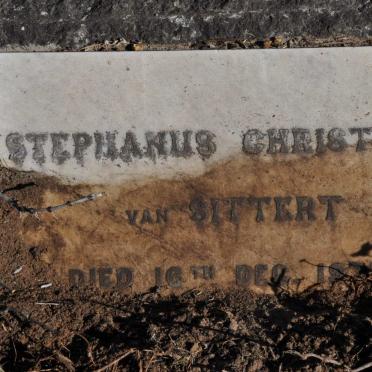 STEPHANUS CHRIST
VAN SITTERT
DIED 16TH DEC.